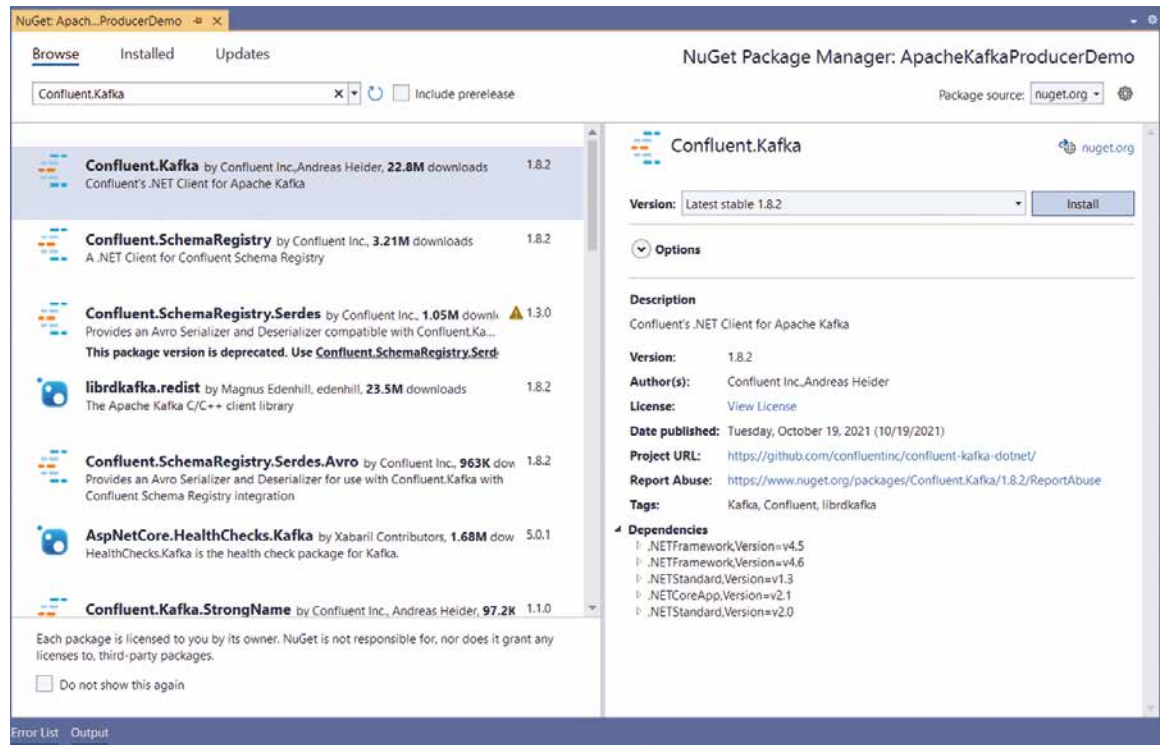 NuGet: Apach...ProducerDemo
Browse Installed Updates
NuGet Package Manager: ApacheKafkaProducerDemo
Confluent.Kafka
Include prerelease
Package source: nuget.org
Confluent.Kafka by Confluent Inc.,Andreas Heider, 22.8M downloads 1.8.2
Confluent's .NET Client for Apache Kafka
Confluent.SchemaRegistry by Confluent Inc., 3.21M downloads 1.8.2
A .NET Client for Confluent Schema Registry
Confluent.SchemaRegistry.Serdes by Confluent Inc., 1.05M downl 1.3.0
Provides an Avro Serializer and Deserializer compatible with Confluent.Ka...
This package version is deprecated. Use Confluent.SchemaRegistry.Serd
librdkafka.redist by Magnus Edenhill, edenhill, 23.5M downloads 1.8.2
The Apache Kafka C/C++ client library
Confluent.SchemaRegistry.Serdes.Avro by Confluent Inc., 963K dow 1.8.2
Provides an Avro Serializer and Deserializer for use with Confluent.Kafka with
Confluent Schema Registry integration
AspNetCore.HealthChecks.Kafka by Xabaril Contributors, 1.68M dow 5.0.1
HealthChecks.Kafka is the health check package for Kafka.
Confluent.Kafka.StrongName by Confluent Inc., Andreas Heider, 97.2K 1.1.0
Each package is licensed to you by its owner. NuGet is not responsible for, nor does it grant any
licenses to, third-party packages.
Do not show this again
Confluent.Kafka
nuget.org
Version: Latest stable 1.8.2 Install
Options
Description
Confluent's .NET Client for Apache Kafka
Version: 1.8.2
Author(s): Confluent Inc.,Andreas Heider
License: View License
Date published: Tuesday, October 19, 2021 (10/19/2021)
Project URL: https://github.com/confluentinc/confluent-kafka-dotnet/
Report Abuse: https://www.nuget.org/packages/Confluent.Kafka/1.8.2/ReportAbuse
Tags: Kafka, Confluent, librdkafka
Dependencies
.NETFramework,Version=v4.5
.NETFramework,Version=v4.6
.NETStandard,Version=v1.3
.NETCoreApp,Version=v2.1
.NETStandard,Version=v2.0
Error List Output